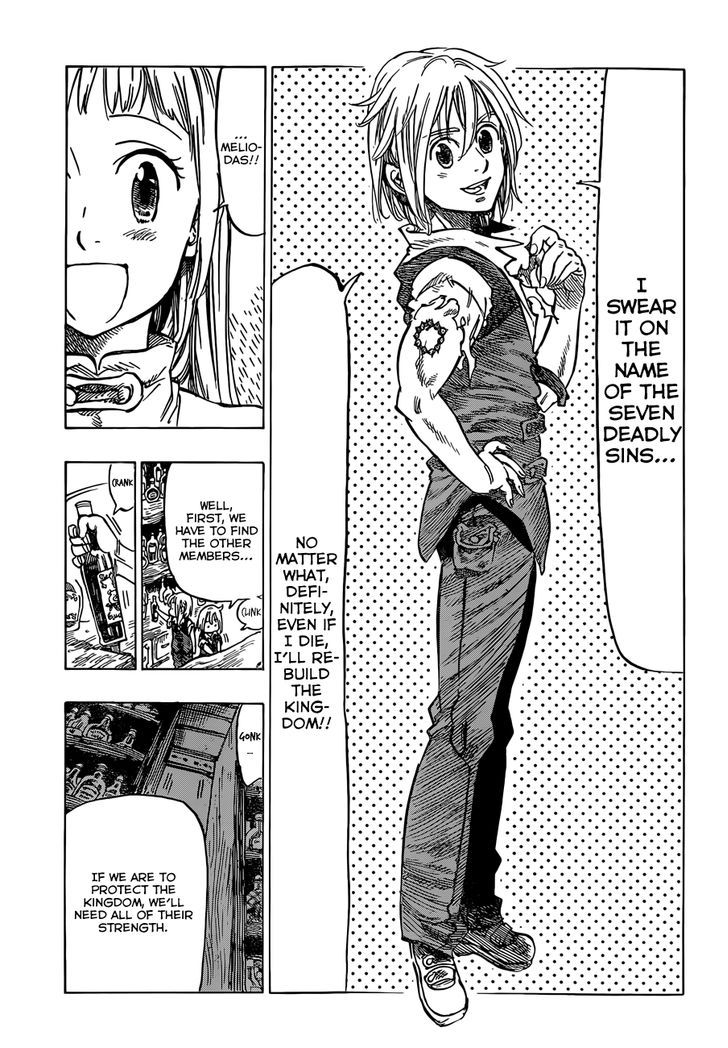 I
SWEAR
IT ON
THE
NAME
OF THE
SEVEN
DEADLY
SINS...
NO
MATTER
WHAT,
DEFI-
NITELY,
EVEN IF
I DIE,
I'LL RE-
BUILD
THE
KING-
DOM!!
...
MELIO-
DAS!!
WELL,
FIRST, WE
HAVE TO FIND
THE OTHER
MEMBERS...
CLINK
CRANK
GONK
...
IF WE ARE TO
PROTECT THE
KINGDOM, WE'LL
NEED ALL OF THEIR
STRENGTH.